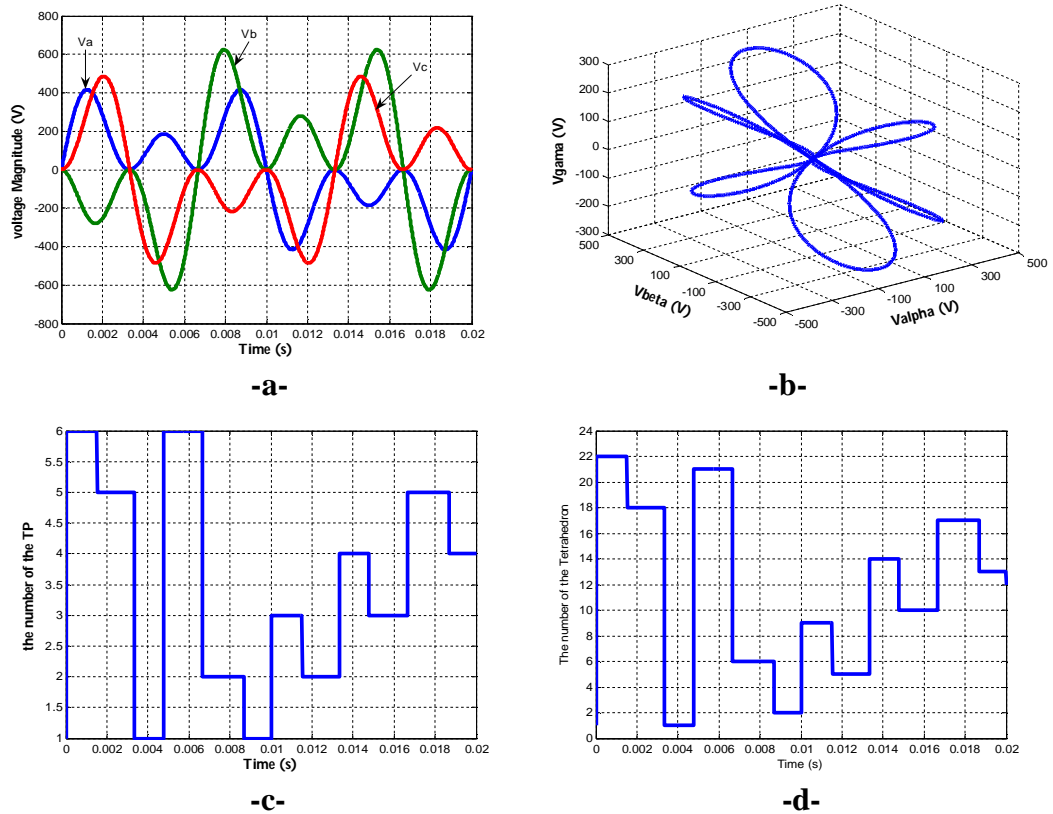 800
600
400
200
0
-200
-400
-600
-800
voltage Magnitude (V)
Va
Vb
Vc
0 0.002 0.004 0.006 0.008 0.01 0.012 0.014 0.016 0.018 0.02
Time (s)
-a-
300
200
100
0
-100
-200
-300
Vgama (V)
500
300
100
-100
-300
-500
Vbeta (V)
-500
-300
-100
100
300
500
Valpha (V)
-b-
6
5.5
5
4.5
4
3.5
3
2.5
2
1.5
1
the number of the TP
0 0.002 0.004 0.006 0.008 0.01 0.012 0.014 0.016 0.018 0.02
Time (s)
-c-
24
22
20
18
16
14
12
10
8
6
4
2
0
The number of the Tetrahedron
0 0.002 0.004 0.006 0.008 0.01 0.012 0.014 0.016 0.018 0.02
Time (s)
-d-